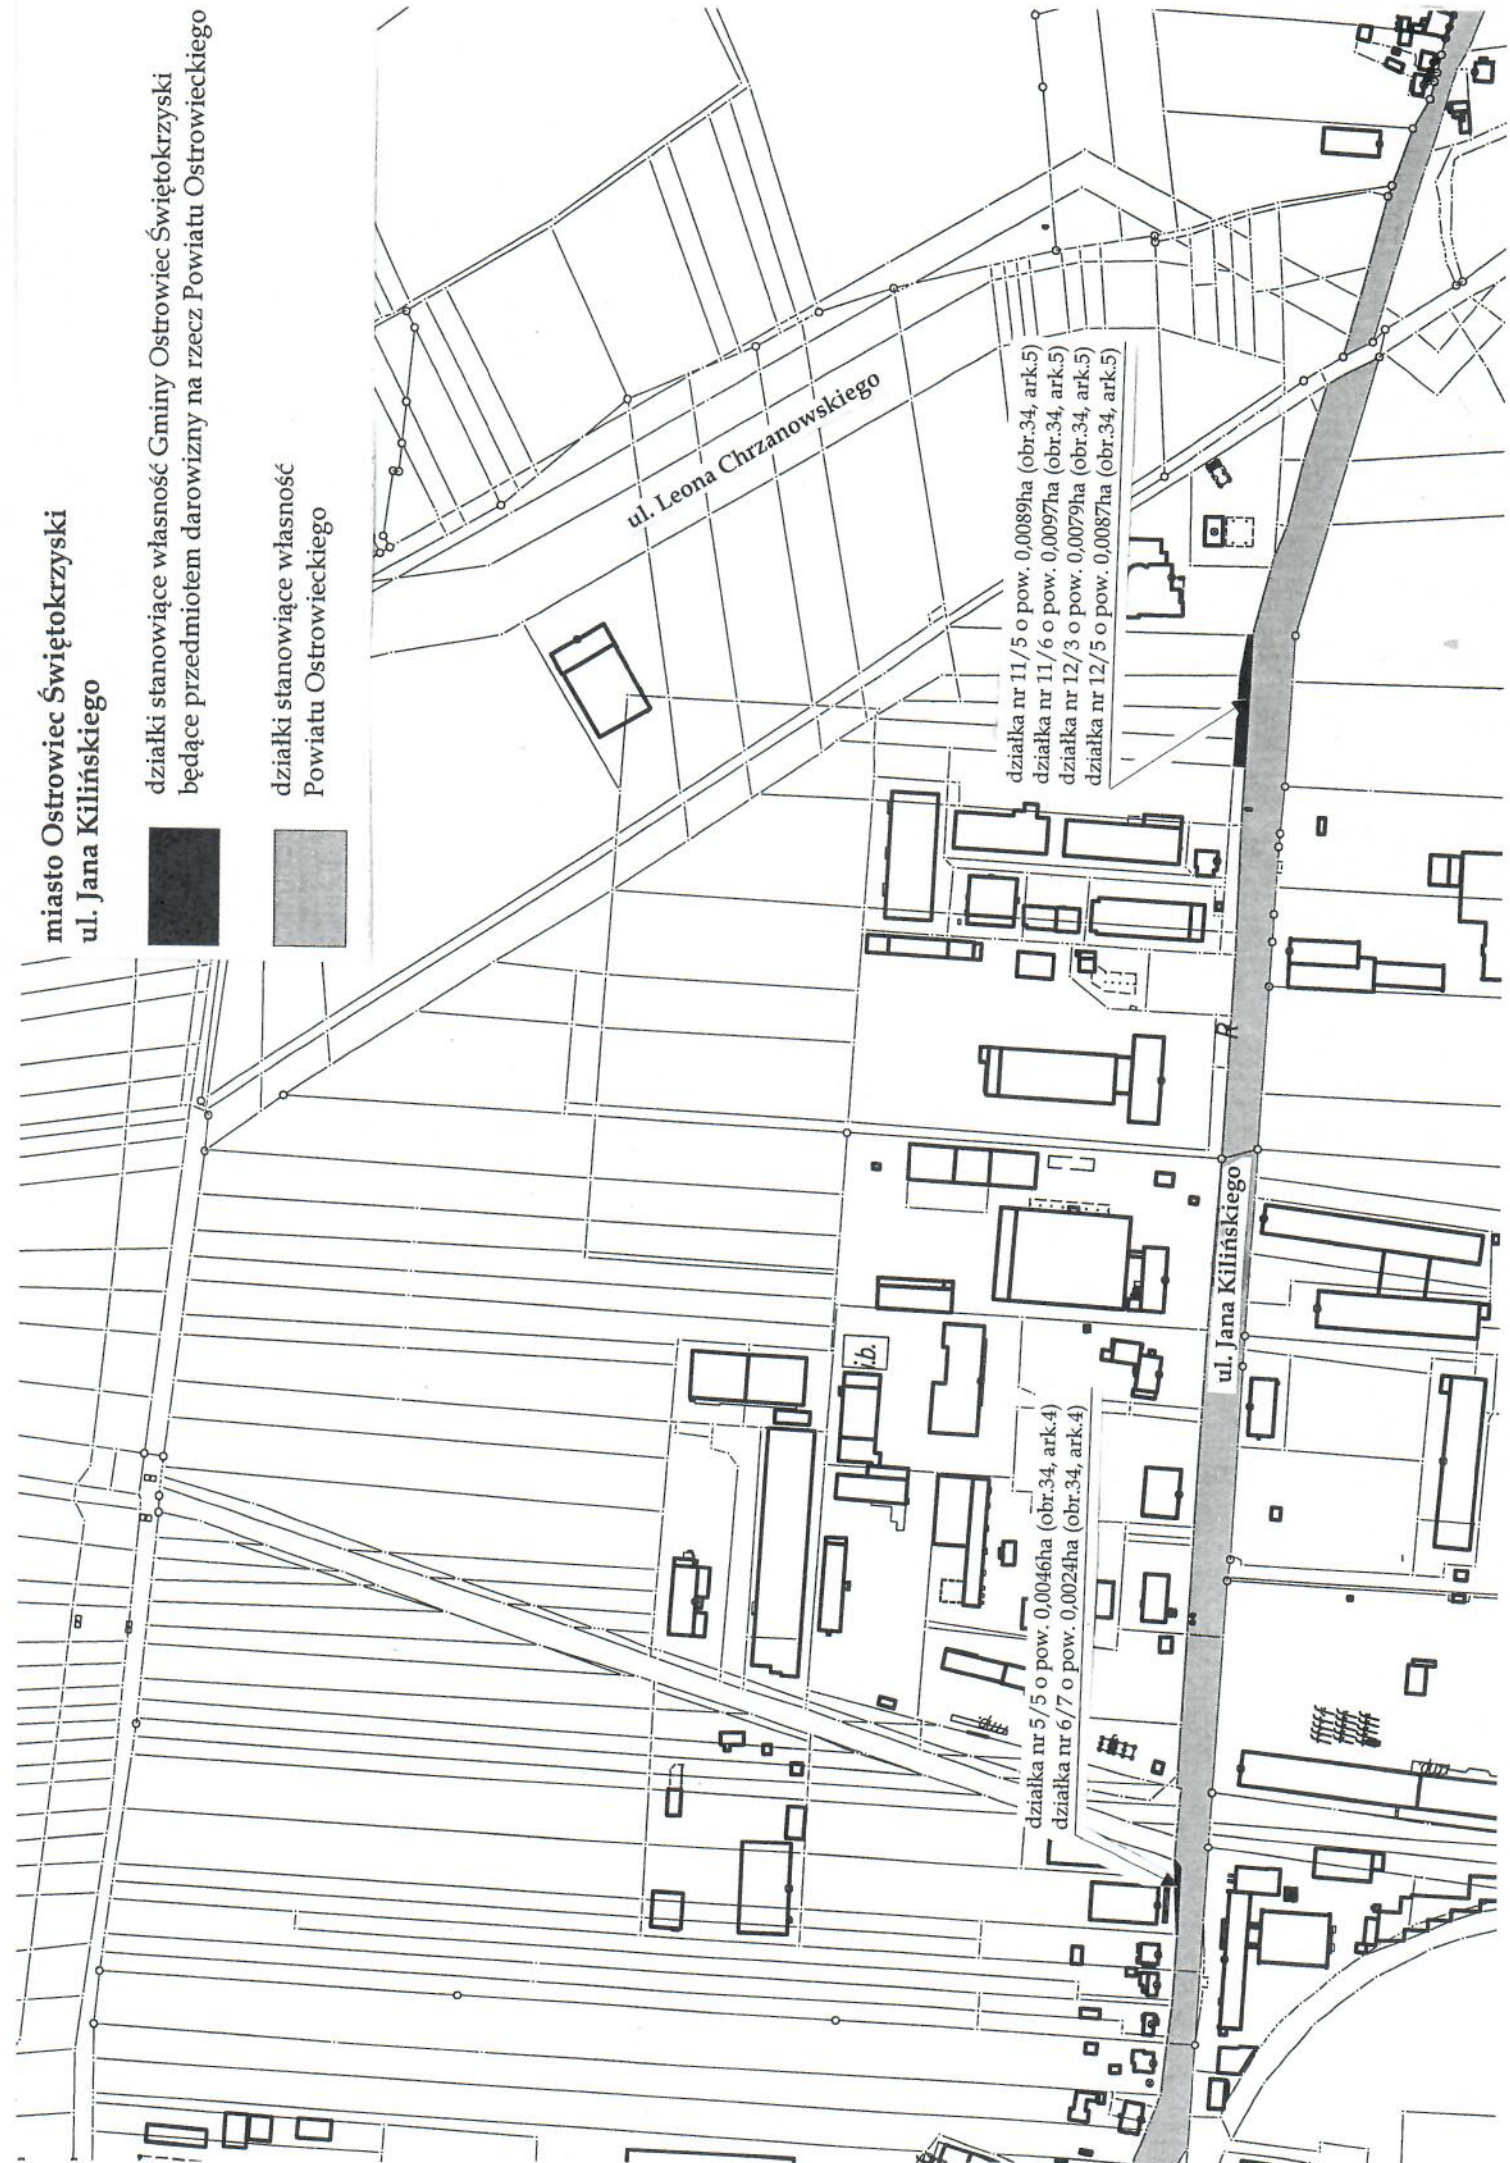 miasto Ostrowiec Świętokrzyski
ul. Jana Kilińskiego
działki stanowiące własność Gminy Ostrowiec Świętokrzyski
będące przedmiotem darowizny na rzecz Powiatu Ostrowieckiego
działki stanowiące własność
Powiatu Ostrowieckiego
ul. Leona Chrzanowskiego
działka nr 11/5 o pow. 0,0089ha (obr.34, ark.5)
działka nr 11/6 o pow. 0,0097ha (obr.34, ark.5)
działka nr 12/3 o pow. 0,0079ha (obr.34, ark.5)
działka nr 12/5 o pow. 0,0087ha (obr.34, ark.5)
R
i.b.
ul. Jana Kilińskiego
działka nr 5/5 o pow. 0,0046ha (obr.34, ark.4)
działka nr 6/7 o pow. 0,0024ha (obr.34, ark.4)